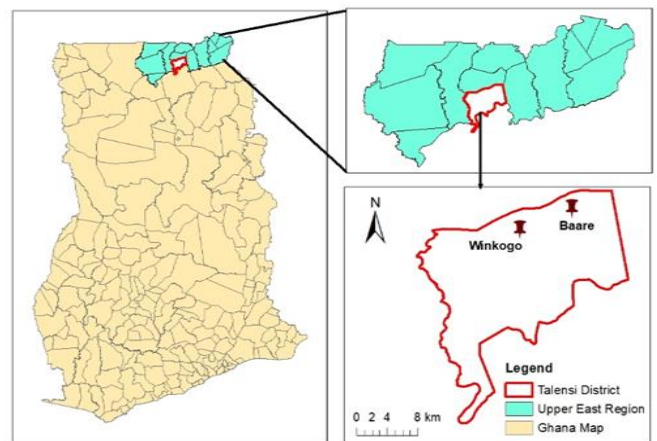 N
Baare
Winkogo
Legend
Talensi District
Upper East Region
Ghana Map
0 2 4 8 km